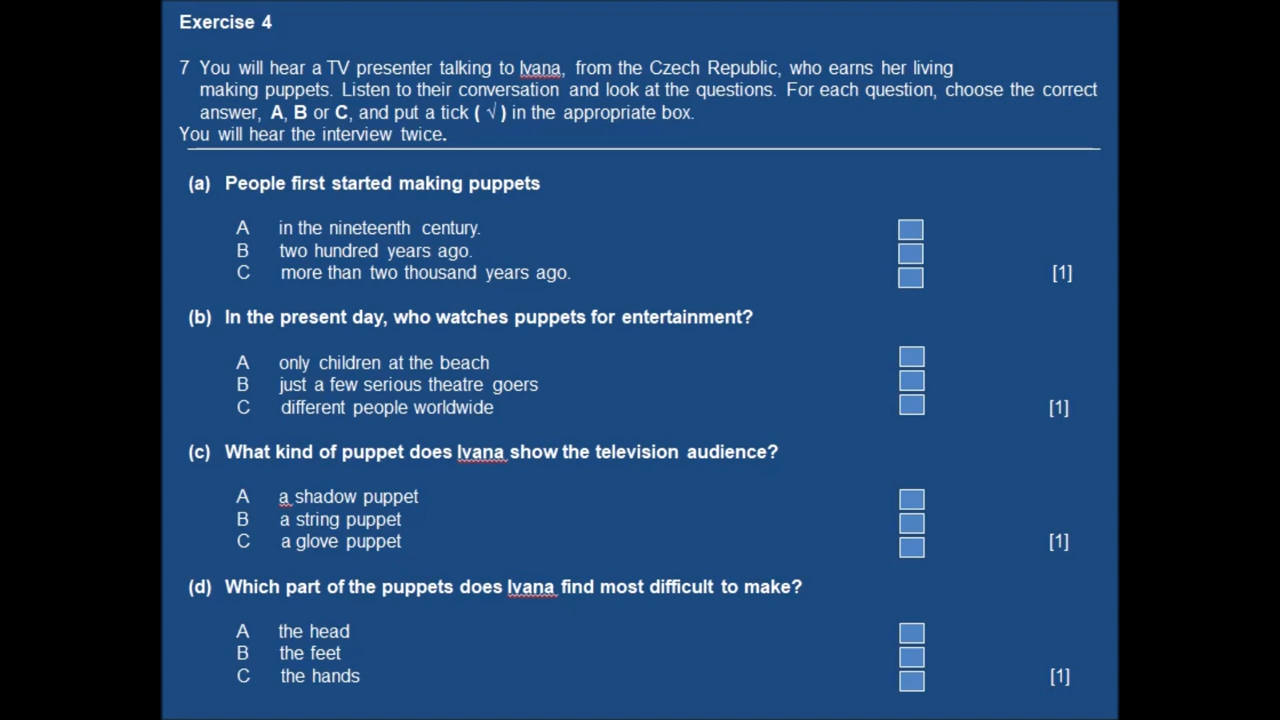 Exercise 4
7 You will hear a TV presenter talking to Ivana, from the Czech Republic, who earns her living
making puppets. Listen to their conversation and look at the questions. For each question, choose the correct
answer, A, B or C, and put a tick ( √ ) in the appropriate box.
You will hear the interview twice.
(a) People first started making puppets
A in the nineteenth century.
B two hundred years ago.
C more than two thousand years ago. [1]
(b) In the present day, who watches puppets for entertainment?
A only children at the beach
B just a few serious theatre goers
C different people worldwide [1]
(c) What kind of puppet does Ivana show the television audience?
A a shadow puppet
B a string puppet
C a glove puppet [1]
(d) Which part of the puppets does Ivana find most difficult to make?
A the head
B the feet
C the hands [1]